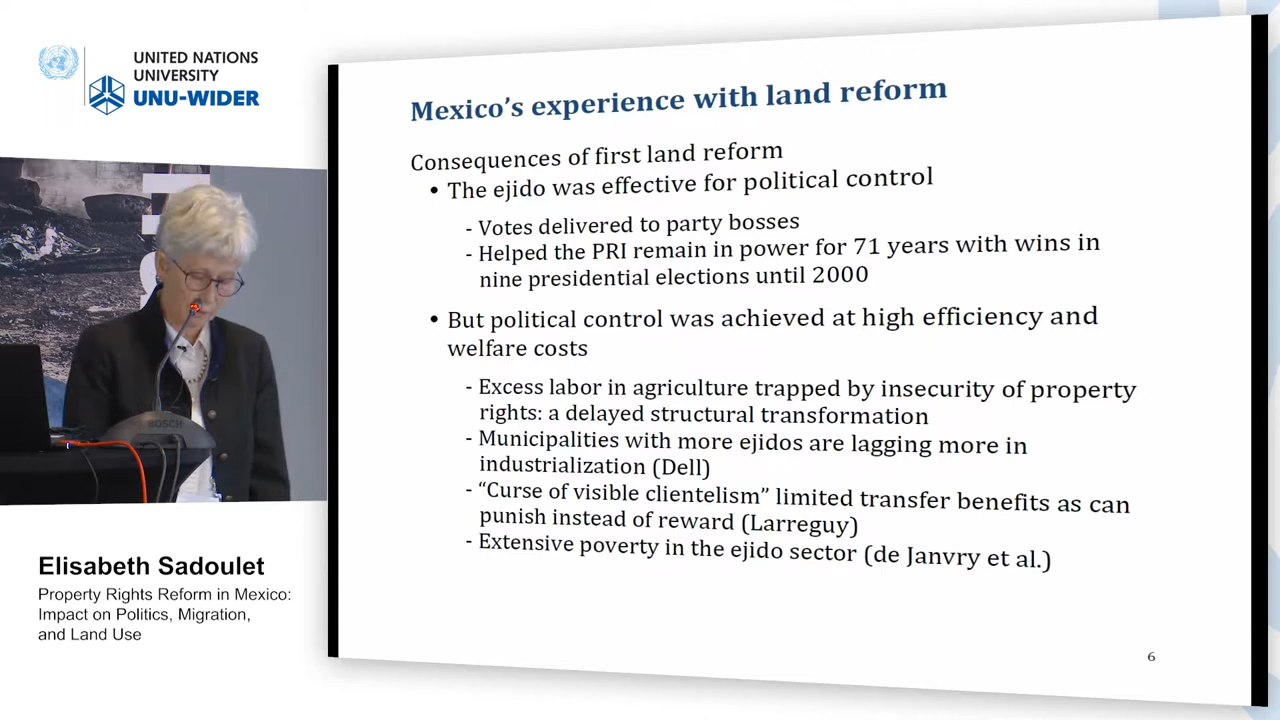 UNITED NATIONS
UNIVERSITY
UNU-WIDER
Mexico's experience with land reform
Consequences of first land reform
• The ejido was effective for political control
- Votes delivered to party bosses
- Helped the PRI remain in power for 71 years with wins in
nine presidential elections until 2000
• But political control was achieved at high efficiency and
welfare costs
- Excess labor in agriculture trapped by insecurity of property
rights: a delayed structural transformation
- Municipalities with more ejidos are lagging more in
industrialization (Dell)
- “Curse of visible clientelism” limited transfer benefits as can
punish instead of reward (Larreguy)
- Extensive poverty in the ejido sector (de Janvry et al.)
6
BOSCH
Elisabeth Sadoulet
Property Rights Reform in Mexico:
Impact on Politics, Migration,
and Land Use